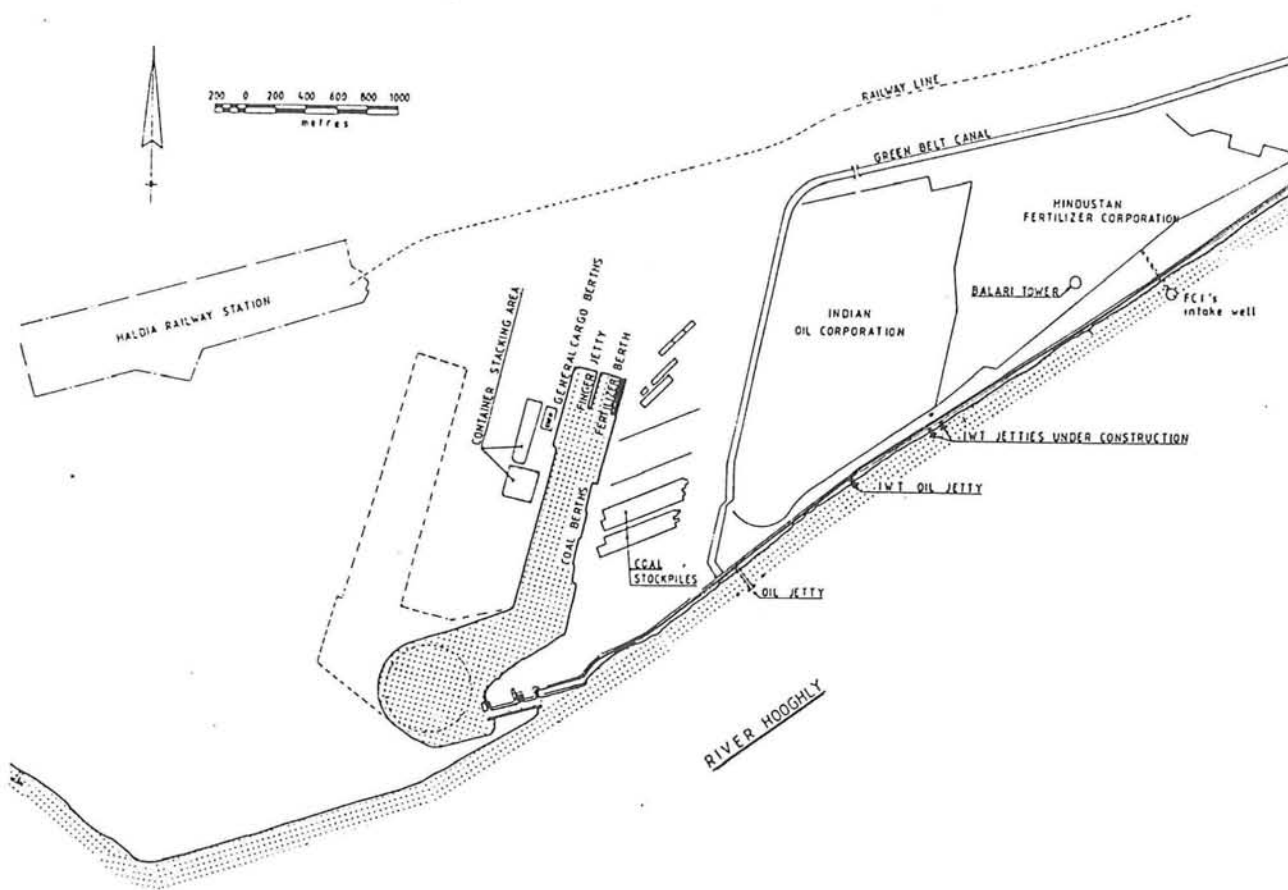 200 0 200 400 600 800 1000
metres
RAILWAY LINE
GREEN BELT CANAL
HINDUSTAN
FERTILIZER CORPORATION
BALARI TOWER
FCI's
intake well
HALDIA RAILWAY STATION
INDIAN
OIL CORPORATION
CONTAINER STACKING AREA
GENERAL CARGO BERTHS
FINGER JETTY
FERTILIZER BERTH
COAL BERTHS
IWT JETTIES UNDER CONSTRUCTION
IWT OIL JETTY
COAL
STOCKPILES
OIL JETTY
RIVER HOOGHLY